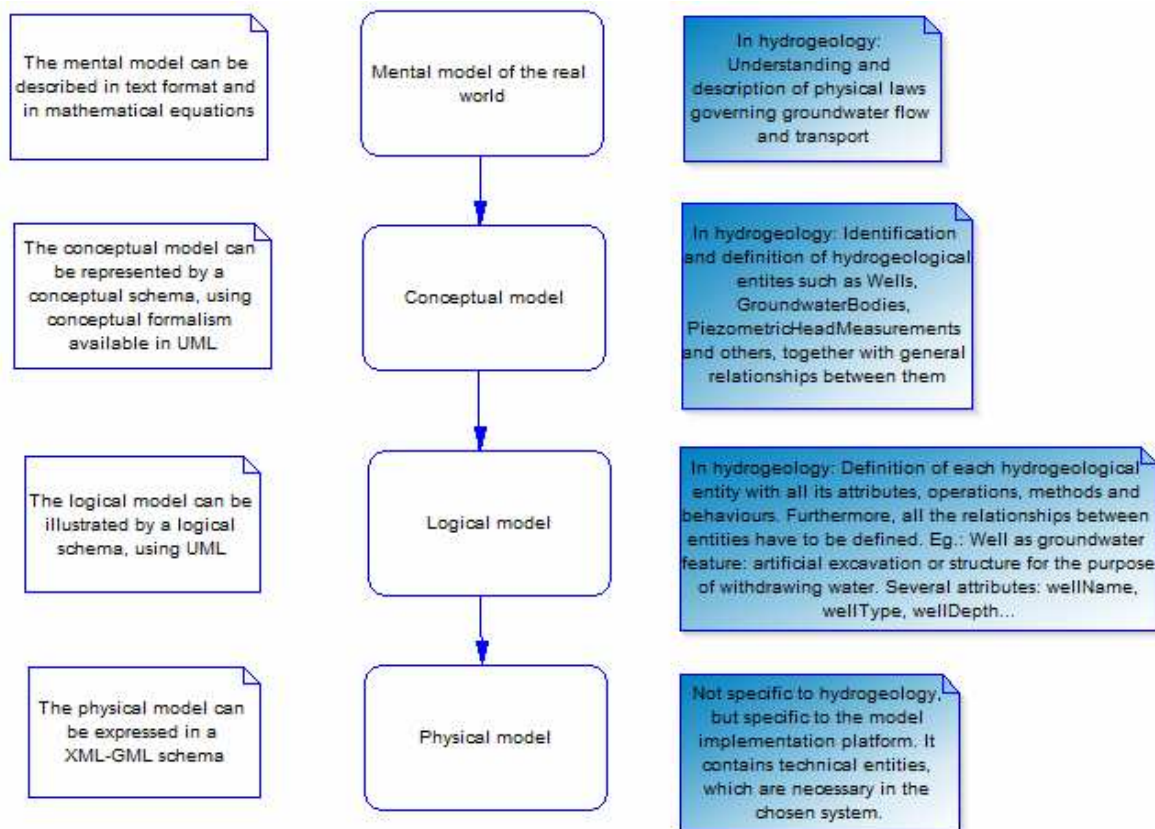 The mental model can be
described in text format and
in mathematical equations
Mental model of the real
world
In hydrogeology:
Understanding and
description of physical laws
governing groundwater flow
and transport
The conceptual model can
be represented by a
conceptual schema, using
conceptual formalism
available in UML
Conceptual model
In hydrogeology: Identification
and definition of hydrogeological
entites such as Wells,
GroundwaterBodies,
PiezometricHeadMeasurements
and others, together with general
relationships between them
The logical model can be
illustrated by a logical
schema, using UML
Logical model
In hydrogeology: Definition of each hydrogeological
entity with all its attributes, operations, methods and
behaviours. Furthermore, all the relationships between
entities have to be defined. Eg.: Well as groundwater
feature: artificial excavation or structure for the purpose
of withdrawing water. Several attributes: wellName,
wellType, wellDepth...
The physical model can
be expressed in a
XML-GML schema
Physical model
Not specific to hydrogeology,
but specific to the model
implementation platform. It
contains technical entities,
which are necessary in the
chosen system.